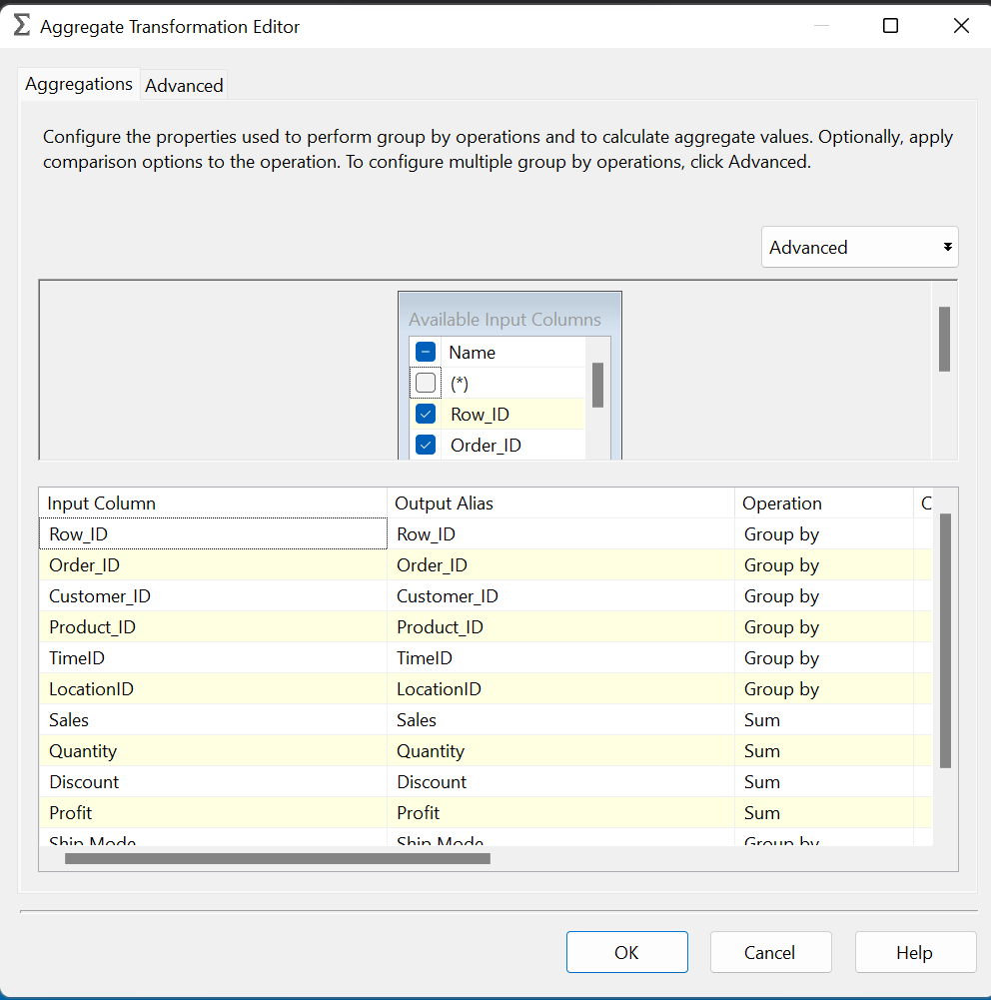 Aggregate Transformation Editor
Aggregations Advanced
Configure the properties used to perform group by operations and to calculate aggregate values. Optionally, apply
comparison options to the operation. To configure multiple group by operations, click Advanced.
Advanced
Available Input Columns
Name
(*)
Row_ID
Order_ID
Input Column Output Alias Operation C
Row_ID Row_ID Group by
Order_ID Order_ID Group by
Customer_ID Customer_ID Group by
Product_ID Product_ID Group by
TimeID TimeID Group by
LocationID LocationID Group by
Sales Sales Sum
Quantity Quantity Sum
Discount Discount Sum
Profit Profit Sum
Ship Mode Ship Mode Group by
OK Cancel Help